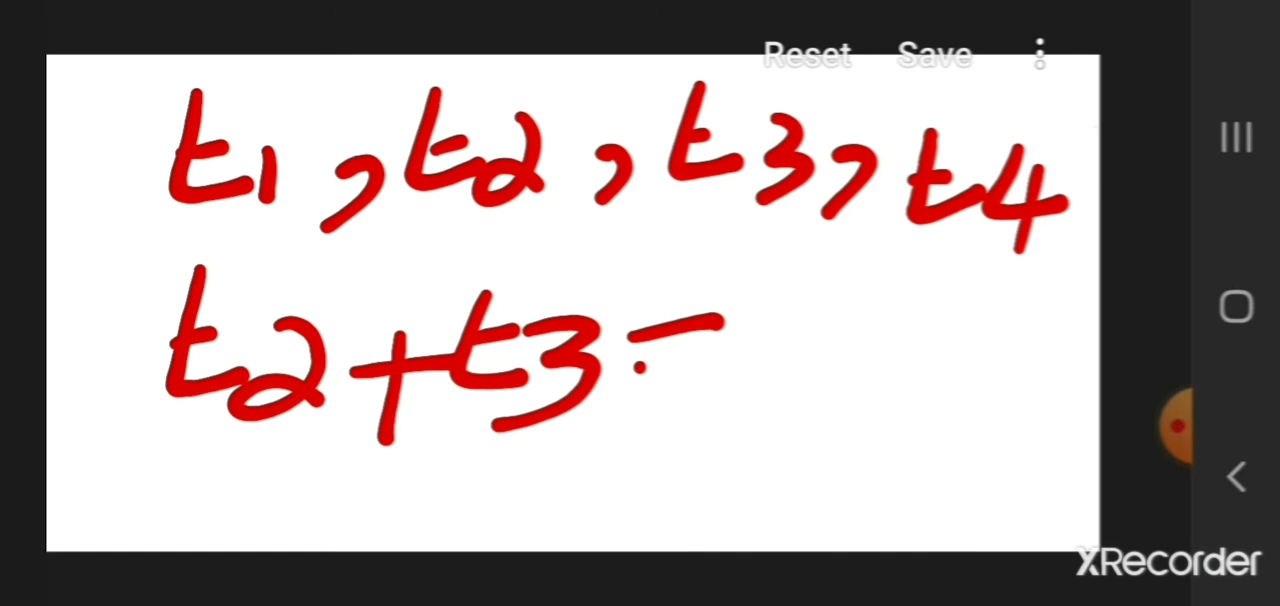 Reset Save
t1, t2, t3, t4
t2+t3=
XRecorder